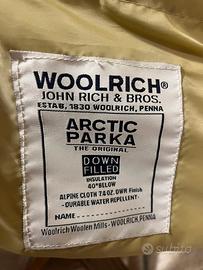 WOOLRICH®
JOHN RICH & BROS.
ESTAB. 1830 WOOLRICH, PENNA
ARCTIC
PARKA
THE ORIGINAL
DOWN
FILLED
INSULATION
40° BELOW
ALPINE CLOTH 7.6 OZ. DWR Finish
-DURABLE WATER REPELLENT-
NAME
Woolrich Woolen Mills-WOOLRICH, PENNA
subito